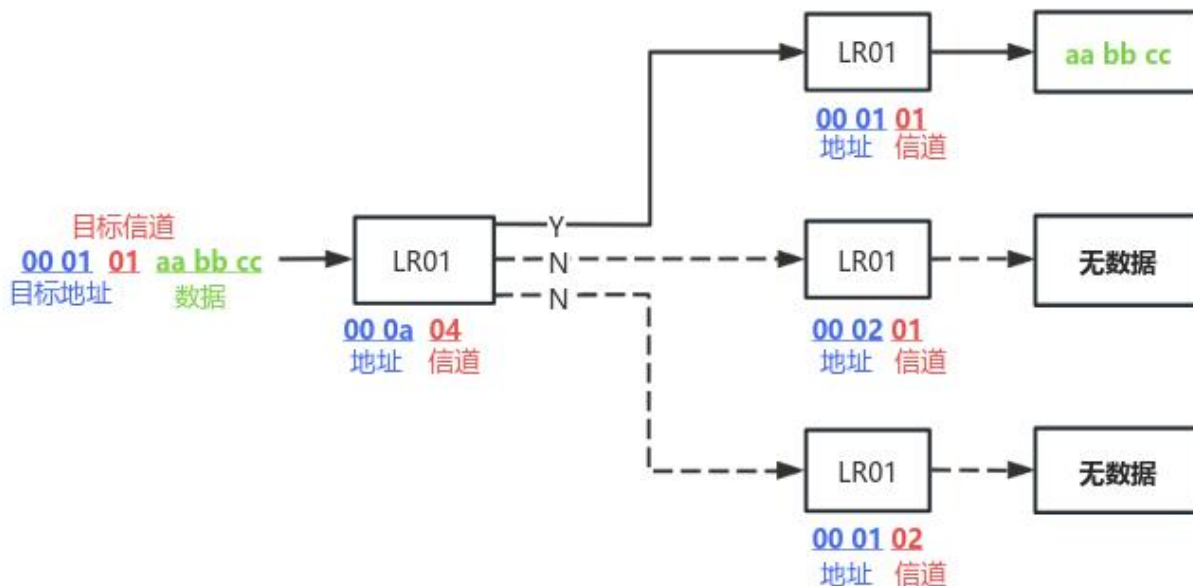 LR01
aa bb cc
00 01 01
地址 信道
目标信道
00 01 01 aa bb cc
目标地址 数据
LR01
Y
N
N
00 0a 04
地址 信道
LR01
无数据
00 02 01
地址 信道
LR01
无数据
00 01 02
地址 信道